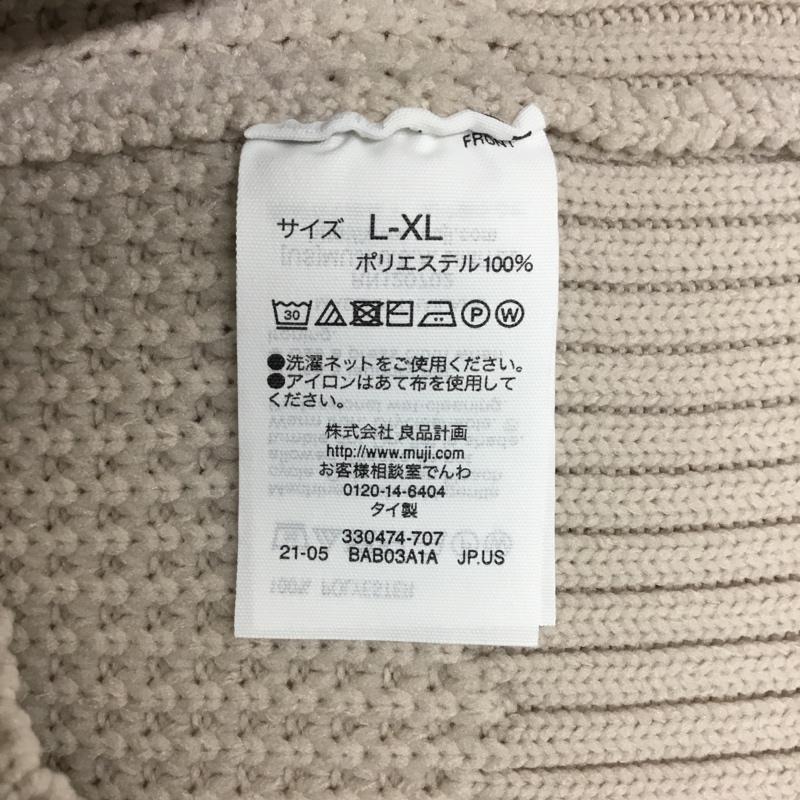 FRONT
サイズ L-XL
ポリエステル100%
30 P W
●洗濯ネットをご使用ください。
●アイロンはあて布を使用して
ください。
株式会社 良品計画
http://www.muji.com
お客様相談室でんわ
0120-14-6404
タイ製
330474-707
21-05 BAB03A1A JP.US
100% POLYESTER